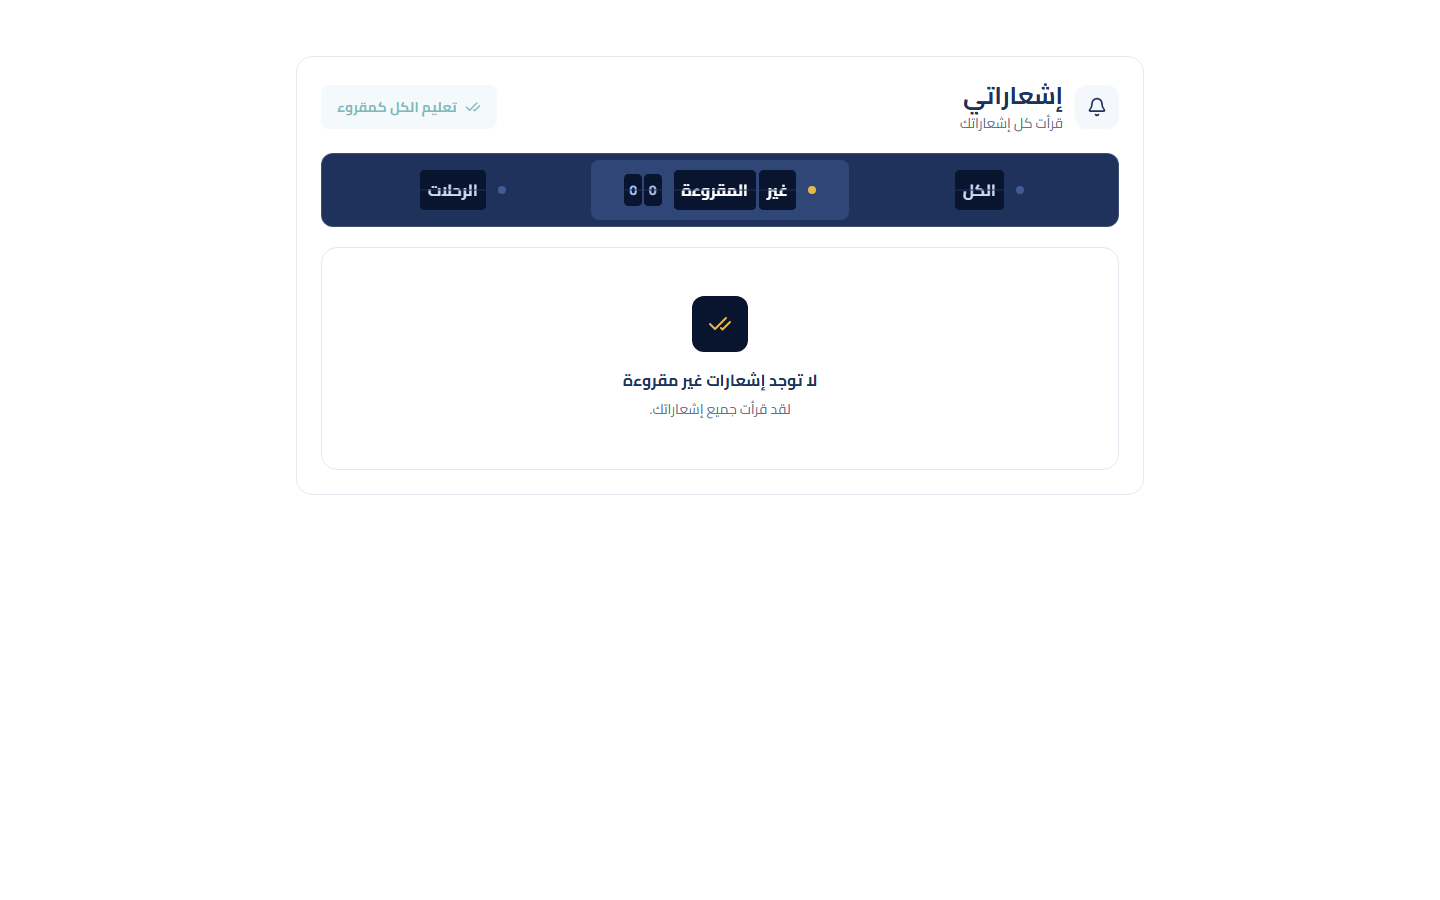 إشعاراتي
قرأت كل إشعاراتك
تعليم الكل كمقروء
الكل
غير المقروءة 0 0
الرحلات
لا توجد إشعارات غير مقروءة
لقد قرأت جميع إشعاراتك.